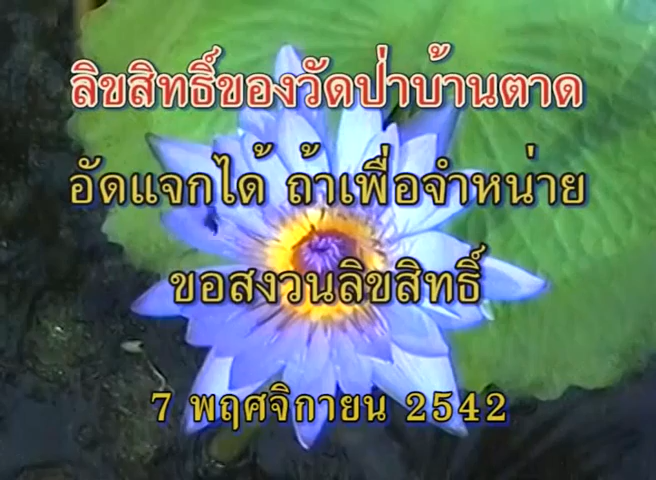 ลิขสิทธิ์ของวัดป่าบ้านตาด
อัดแจกได้ ถ้าเพื่อจำหน่าย
ขอสงวนลิขสิทธิ์
7 พฤศจิกายน 2542